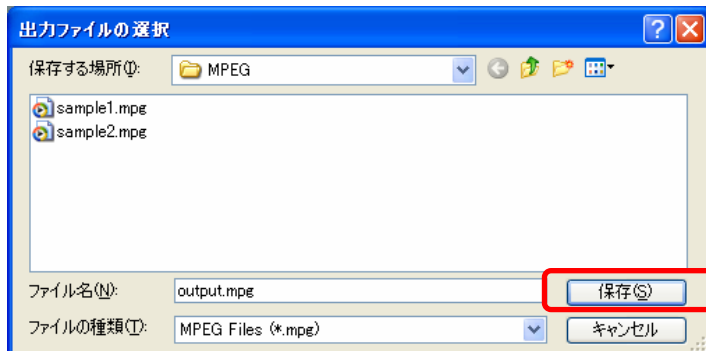 出力ファイルの選択
保存する場所(I): MPEG
sample1.mpg
sample2.mpg
ファイル名(N): output.mpg 保存(S)
ファイルの種類(T): MPEG Files (*.mpg) キャンセル